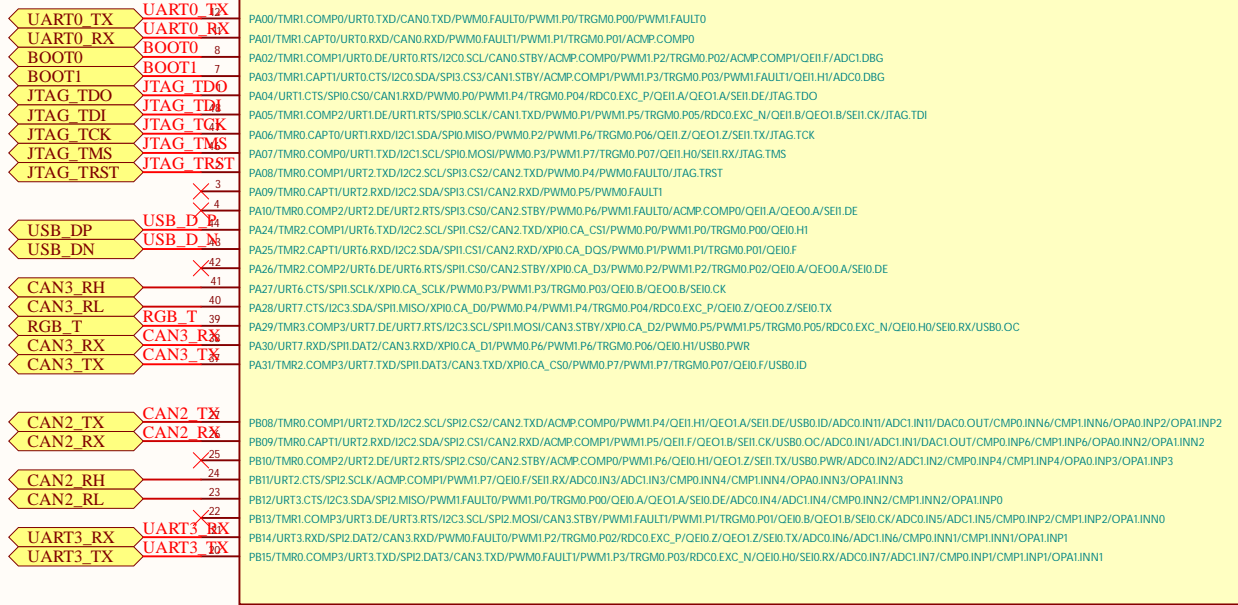 UART0_TX UART0_TX 12 PA00/TMR1.COMP0/URT0.TXD/CAN0.TXD/PWM0.FAULT0/PWM1.P0/TRGM0.P00/PWM1.FAULT0
UART0_RX UART0_RX 11 PA01/TMR1.CAPT0/URT0.RXD/CAN0.RXD/PWM0.FAULT1/PWM1.P1/TRGM0.P01/ACMP.COMP0
BOOT0 BOOT0 8 PA02/TMR1.COMP1/URT0.DE/URT0.RTS/I2C0.SCL/CAN0.STBY/ACMP.COMP0/PWM1.P2/TRGM0.P02/ACMP.COMP1/QEI1.F/ADC1.DBG
BOOT1 BOOT1 7 PA03/TMR1.CAPT1/URT0.CTS/I2C0.SDA/SPI3.CS3/CAN1.STBY/ACMP.COMP1/PWM1.P3/TRGM0.P03/PWM1.FAULT1/QEI1.H1/ADC0.DBG
JTAG_TDO JTAG_TDO PA04/URT1.CTS/SPI0.CS0/CAN1.RXD/PWM0.P0/PWM1.P4/TRGM0.P04/RDC0.EXC_P/QEI1.A/QEO1.A/SEI1.DE/JTAG.TDO
JTAG_TDI JTAG_TDI 48 PA05/TMR1.COMP2/URT1.DE/URT1.RTS/SPI0.SCLK/CAN1.TXD/PWM0.P1/PWM1.P5/TRGM0.P05/RDC0.EXC_N/QEI1.B/QEO1.B/SEI1.CK/JTAG.TDI
JTAG_TCK JTAG_TCK 47 PA06/TMR0.CAPT0/URT1.RXD/I2C1.SDA/SPI0.MISO/PWM0.P2/PWM1.P6/TRGM0.P06/QEI1.Z/QEO1.Z/SEI1.TX/JTAG.TCK
JTAG_TMS JTAG_TMS 46 PA07/TMR0.COMP0/URT1.TXD/I2C1.SCL/SPI0.MOSI/PWM0.P3/PWM1.P7/TRGM0.P07/QEI1.H0/SEI1.RX/JTAG.TMS
JTAG_TRST JTAG_TRST 2 PA08/TMR0.COMP1/URT2.TXD/I2C2.SCL/SPI3.CS2/CAN2.TXD/PWM0.P4/PWM0.FAULT0/JTAG.TRST
3 PA09/TMR0.CAPT1/URT2.RXD/I2C2.SDA/SPI3.CS1/CAN2.RXD/PWM0.P5/PWM0.FAULT1
4 PA10/TMR0.COMP2/URT2.DE/URT2.RTS/SPI3.CS0/CAN2.STBY/PWM0.P6/PWM1.FAULT0/ACMP.COMP0/QEI1.A/QEO0.A/SEI1.DE
USB_DP USB_D_P 44 PA24/TMR2.COMP1/URT6.TXD/I2C2.SCL/SPI1.CS2/CAN2.TXD/XPI0.CA_CS1/PWM0.P0/PWM1.P0/TRGM0.P00/QEI0.H1
USB_DN USB_D_N 43 PA25/TMR2.CAPT1/URT6.RXD/I2C2.SDA/SPI1.CS1/CAN2.RXD/XPI0.CA_DQS/PWM0.P1/PWM1.P1/TRGM0.P01/QEI0.F
42 PA26/TMR2.COMP2/URT6.DE/URT6.RTS/SPI1.CS0/CAN2.STBY/XPI0.CA_D3/PWM0.P2/PWM1.P2/TRGM0.P02/QEI0.A/QEO0.A/SEI0.DE
CAN3_RH 41 PA27/URT6.CTS/SPI1.SCLK/XPI0.CA_SCLK/PWM0.P3/PWM1.P3/TRGM0.P03/QEI0.B/QEO0.B/SEI0.CK
CAN3_RL 40 PA28/URT7.CTS/I2C3.SDA/SPI1.MISO/XPI0.CA_D0/PWM0.P4/PWM1.P4/TRGM0.P04/RDC0.EXC_P/QEI0.Z/QEO0.Z/SEI0.TX
RGB_T RGB_T 39 PA29/TMR3.COMP3/URT7.DE/URT7.RTS/I2C3.SCL/SPI1.MOSI/CAN3.STBY/XPI0.CA_D2/PWM0.P5/PWM1.P5/TRGM0.P05/RDC0.EXC_N/QEI0.H0/SEI0.RX/USB0.OC
CAN3_RX CAN3_RX 38 PA30/URT7.RXD/SPI1.DAT2/CAN3.RXD/XPI0.CA_D1/PWM0.P6/PWM1.P6/TRGM0.P06/QEI0.H1/USB0.PWR
CAN3_TX CAN3_TX 37 PA31/TMR2.COMP3/URT7.TXD/SPI1.DAT3/CAN3.TXD/XPI0.CA_CS0/PWM0.P7/PWM1.P7/TRGM0.P07/QEI0.F/USB0.ID
CAN2_TX CAN2_TX 27 PB08/TMR0.COMP1/URT2.TXD/I2C2.SCL/SPI2.CS2/CAN2.TXD/ACMP.COMP0/PWM1.P4/QEI1.H1/QEO1.A/SEI1.DE/USB0.ID/ADC0.IN11/ADC1.IN11/DAC0.OUT/CMP0.INN6/CMP1.INN6/OPA0.INP2/OPA1.INP2
CAN2_RX CAN2_RX 26 PB09/TMR0.CAPT1/URT2.RXD/I2C2.SDA/SPI2.CS1/CAN2.RXD/ACMP.COMP1/PWM1.P5/QEI1.F/QEO1.B/SEI1.CK/USB0.OC/ADC0.IN1/ADC1.IN1/DAC1.OUT/CMP0.INP6/CMP1.INP6/OPA0.INN2/OPA1.INN2
25 PB10/TMR0.COMP2/URT2.DE/URT2.RTS/SPI2.CS0/CAN2.STBY/ACMP.COMP0/PWM1.P6/QEI0.H1/QEO1.Z/SEI1.TX/USB0.PWR/ADC0.IN2/ADC1.IN2/CMP0.INP4/CMP1.INP4/OPA0.INP3/OPA1.INP3
CAN2_RH 24 PB11/URT2.CTS/SPI2.SCLK/ACMP.COMP1/PWM1.P7/QEI0.F/SEI1.RX/ADC0.IN3/ADC1.IN3/CMP0.INN4/CMP1.INN4/OPA0.INN3/OPA1.INN3
CAN2_RL 23 PB12/URT3.CTS/I2C3.SDA/SPI2.MISO/PWM1.FAULT0/PWM1.P0/TRGM0.P00/QEI0.A/QEO1.A/SEI0.DE/ADC0.IN4/ADC1.IN4/CMP0.INN2/CMP1.INN2/OPA1.INP0
22 PB13/TMR1.COMP3/URT3.DE/URT3.RTS/I2C3.SCL/SPI2.MOSI/CAN3.STBY/PWM1.FAULT1/PWM1.P1/TRGM0.P01/QEI0.B/QEO1.B/SEI0.CK/ADC0.IN5/ADC1.IN5/CMP0.INP2/CMP1.INP2/OPA1.INN0
UART3_RX UART3_RX 21 PB14/URT3.RXD/SPI2.DAT2/CAN3.RXD/PWM0.FAULT0/PWM1.P2/TRGM0.P02/RDC0.EXC_P/QEI0.Z/QEO1.Z/SEI0.TX/ADC0.IN6/ADC1.IN6/CMP0.INN1/CMP1.INN1/OPA1.INP1
UART3_TX UART3_TX 20 PB15/TMR0.COMP3/URT3.TXD/SPI2.DAT3/CAN3.TXD/PWM0.FAULT1/PWM1.P3/TRGM0.P03/RDC0.EXC_N/QEI0.H0/SEI0.RX/ADC0.IN7/ADC1.IN7/CMP0.INP1/CMP1.INP1/OPA1.INN1